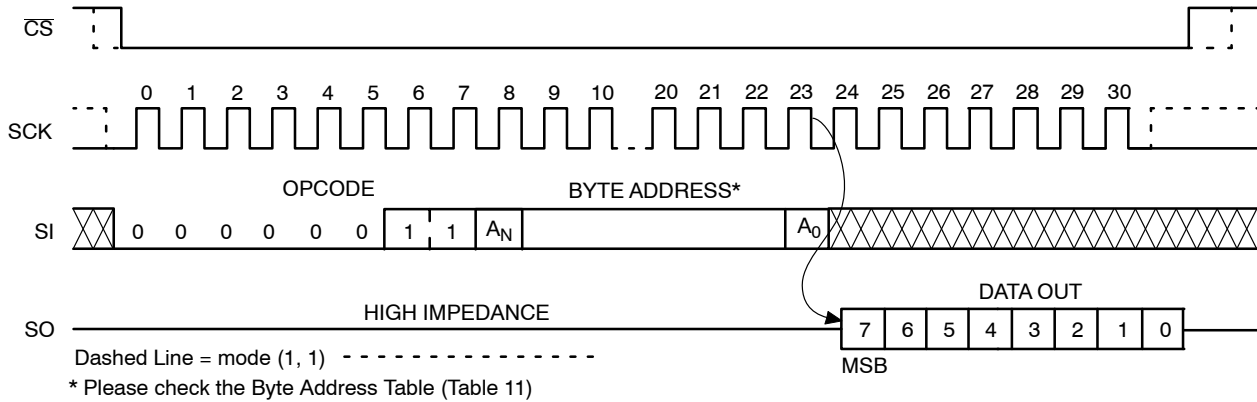 CS
0 1 2 3 4 5 6 7 8 9 10 20 21 22 23 24 25 26 27 28 29 30
SCK
OPCODE BYTE ADDRESS*
SI 0 0 0 0 0 0 1 1 AN A0
DATA OUT
HIGH IMPEDANCE
SO 7 6 5 4 3 2 1 0
Dashed Line = mode (1, 1)
MSB
* Please check the Byte Address Table (Table 11)